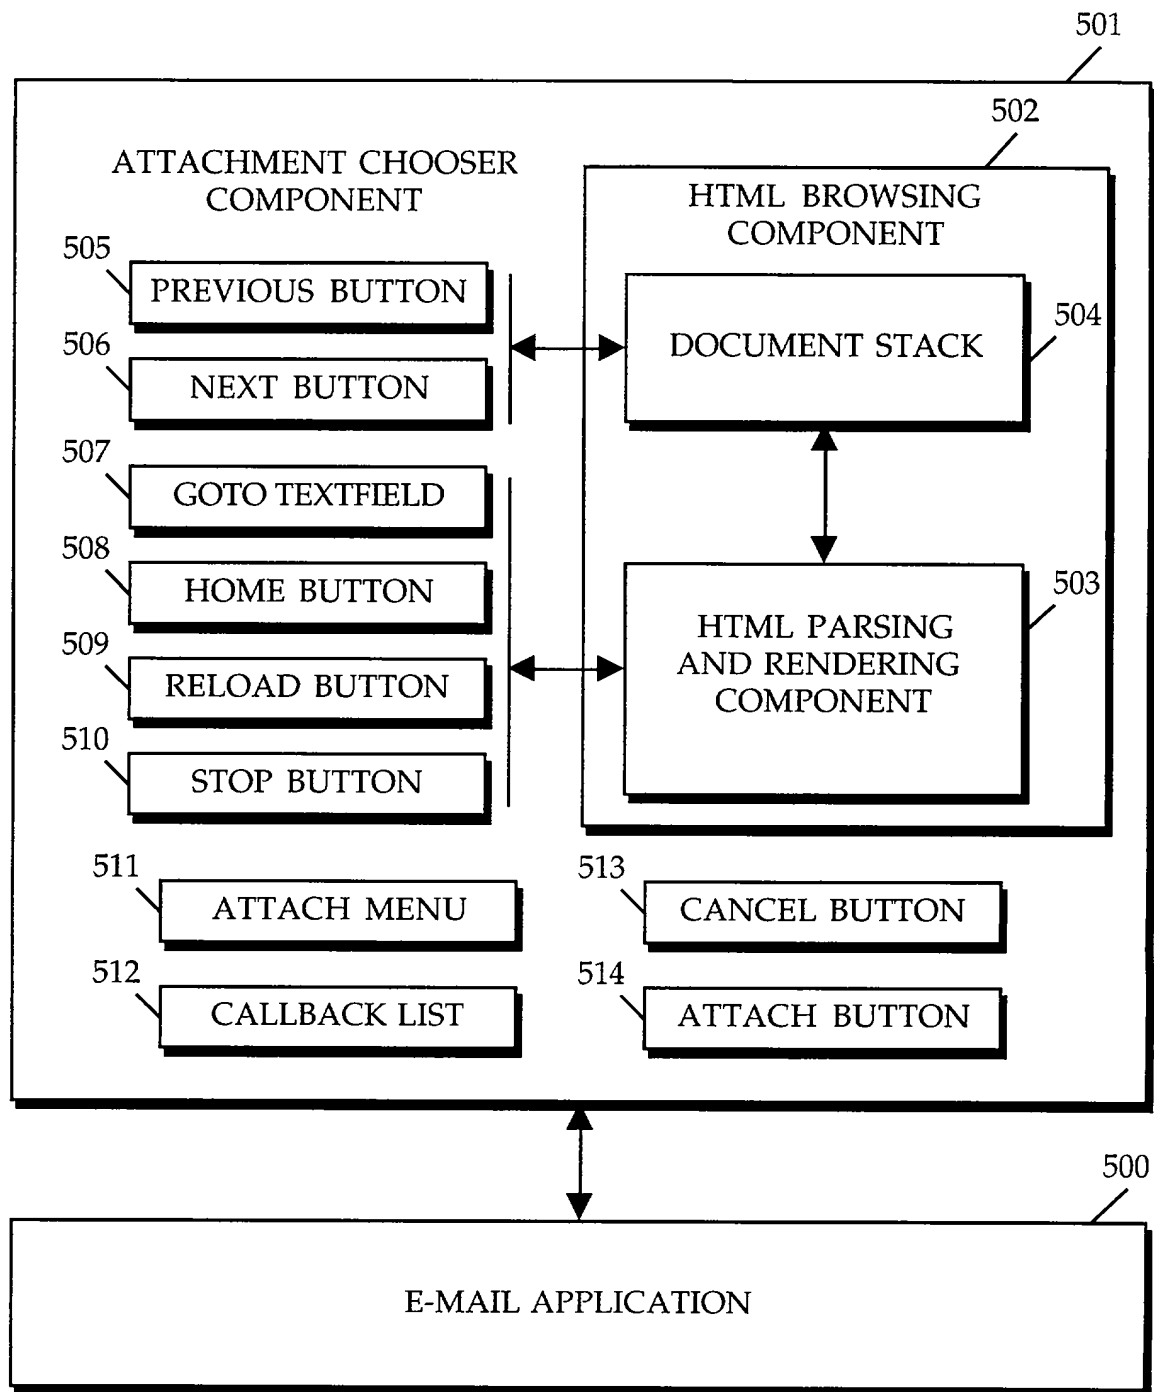 501
502
ATTACHMENT CHOOSER
COMPONENT
HTML BROWSING
COMPONENT
505
PREVIOUS BUTTON
506
NEXT BUTTON
DOCUMENT STACK
504
507
GOTO TEXTFIELD
508
HOME BUTTON
509
RELOAD BUTTON
510
STOP BUTTON
HTML PARSING
AND RENDERING
COMPONENT
503
511
ATTACH MENU
513
CANCEL BUTTON
512
CALLBACK LIST
514
ATTACH BUTTON
500
E-MAIL APPLICATION